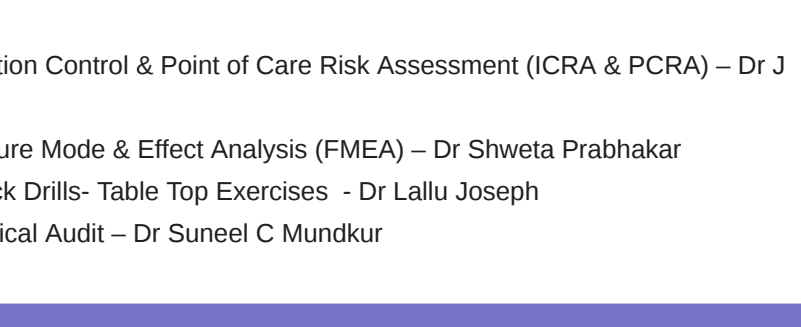 tion Control & Point of Care Risk Assessment (ICRA & PCRA) – Dr J
ure Mode & Effect Analysis (FMEA) – Dr Shweta Prabhakar
ck Drills- Table Top Exercises  - Dr Lallu Joseph
ical Audit – Dr Suneel C Mundkur